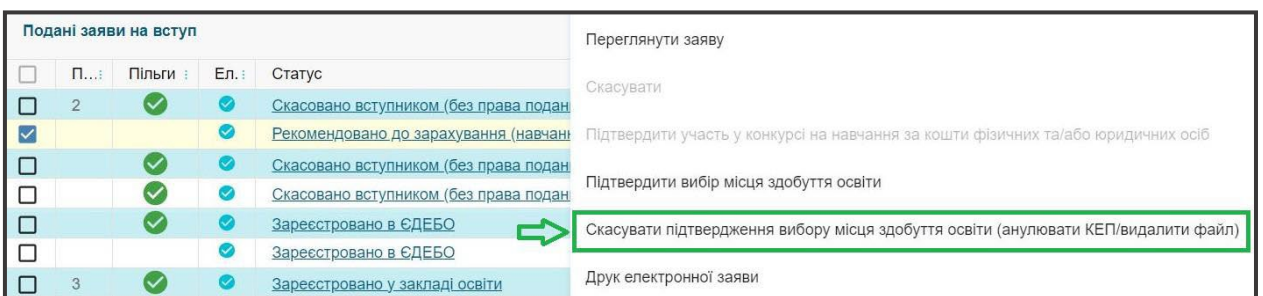 Подані заяви на вступ
П...
Пільги
Ел.
Статус
2
Скасовано вступником (без права подан
Рекомендовано до зарахування (навчан
Скасовано вступником (без права подан
Скасовано вступником (без права подан
Зареєстровано в ЄДЕБО
Зареєстровано в ЄДЕБО
3
Зареєстровано у закладі освіти
Переглянути заяву
Скасувати
Підтвердити участь у конкурсі на навчання за кошти фізичних та/або юридичних осіб
Підтвердити вибір місця здобуття освіти
Скасувати підтвердження вибору місця здобуття освіти (анулювати КЕП/видалити файл)
Друк електронної заяви